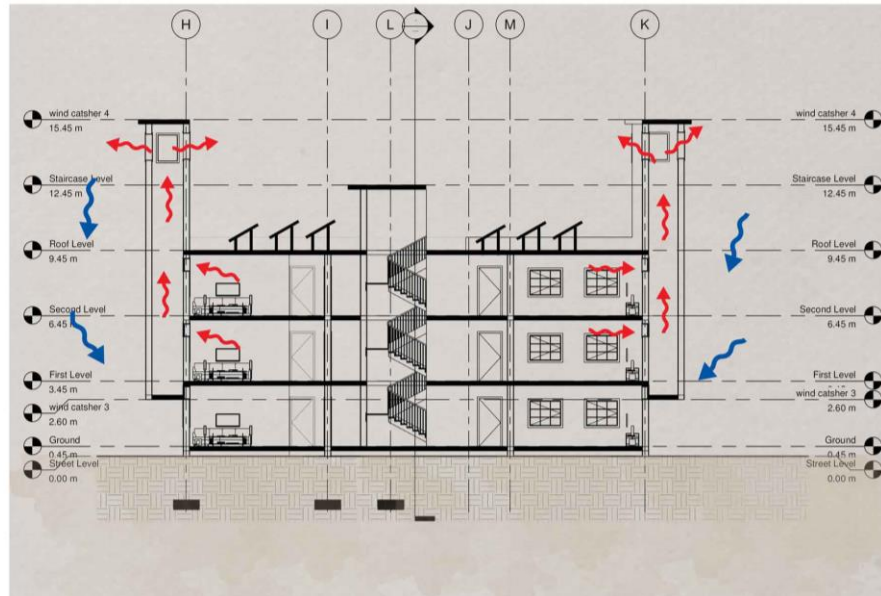 H I L J M K
wind catsher 4
15.45 m
Staircase Level
12.45 m
Roof Level
9.45 m
Second Level
6.45 m
First Level
3.45 m
wind catcher 3
2.60 m
Ground
0.45 m
Street Level
0.00 m
wind catsher 4
15.45 m
Staircase Level
12.45 m
Roof Level
9.45 m
Second Level
6.45 m
First Level
wind catcher 3
2.60 m
Ground
0.45 m
Street Level
0.00 m